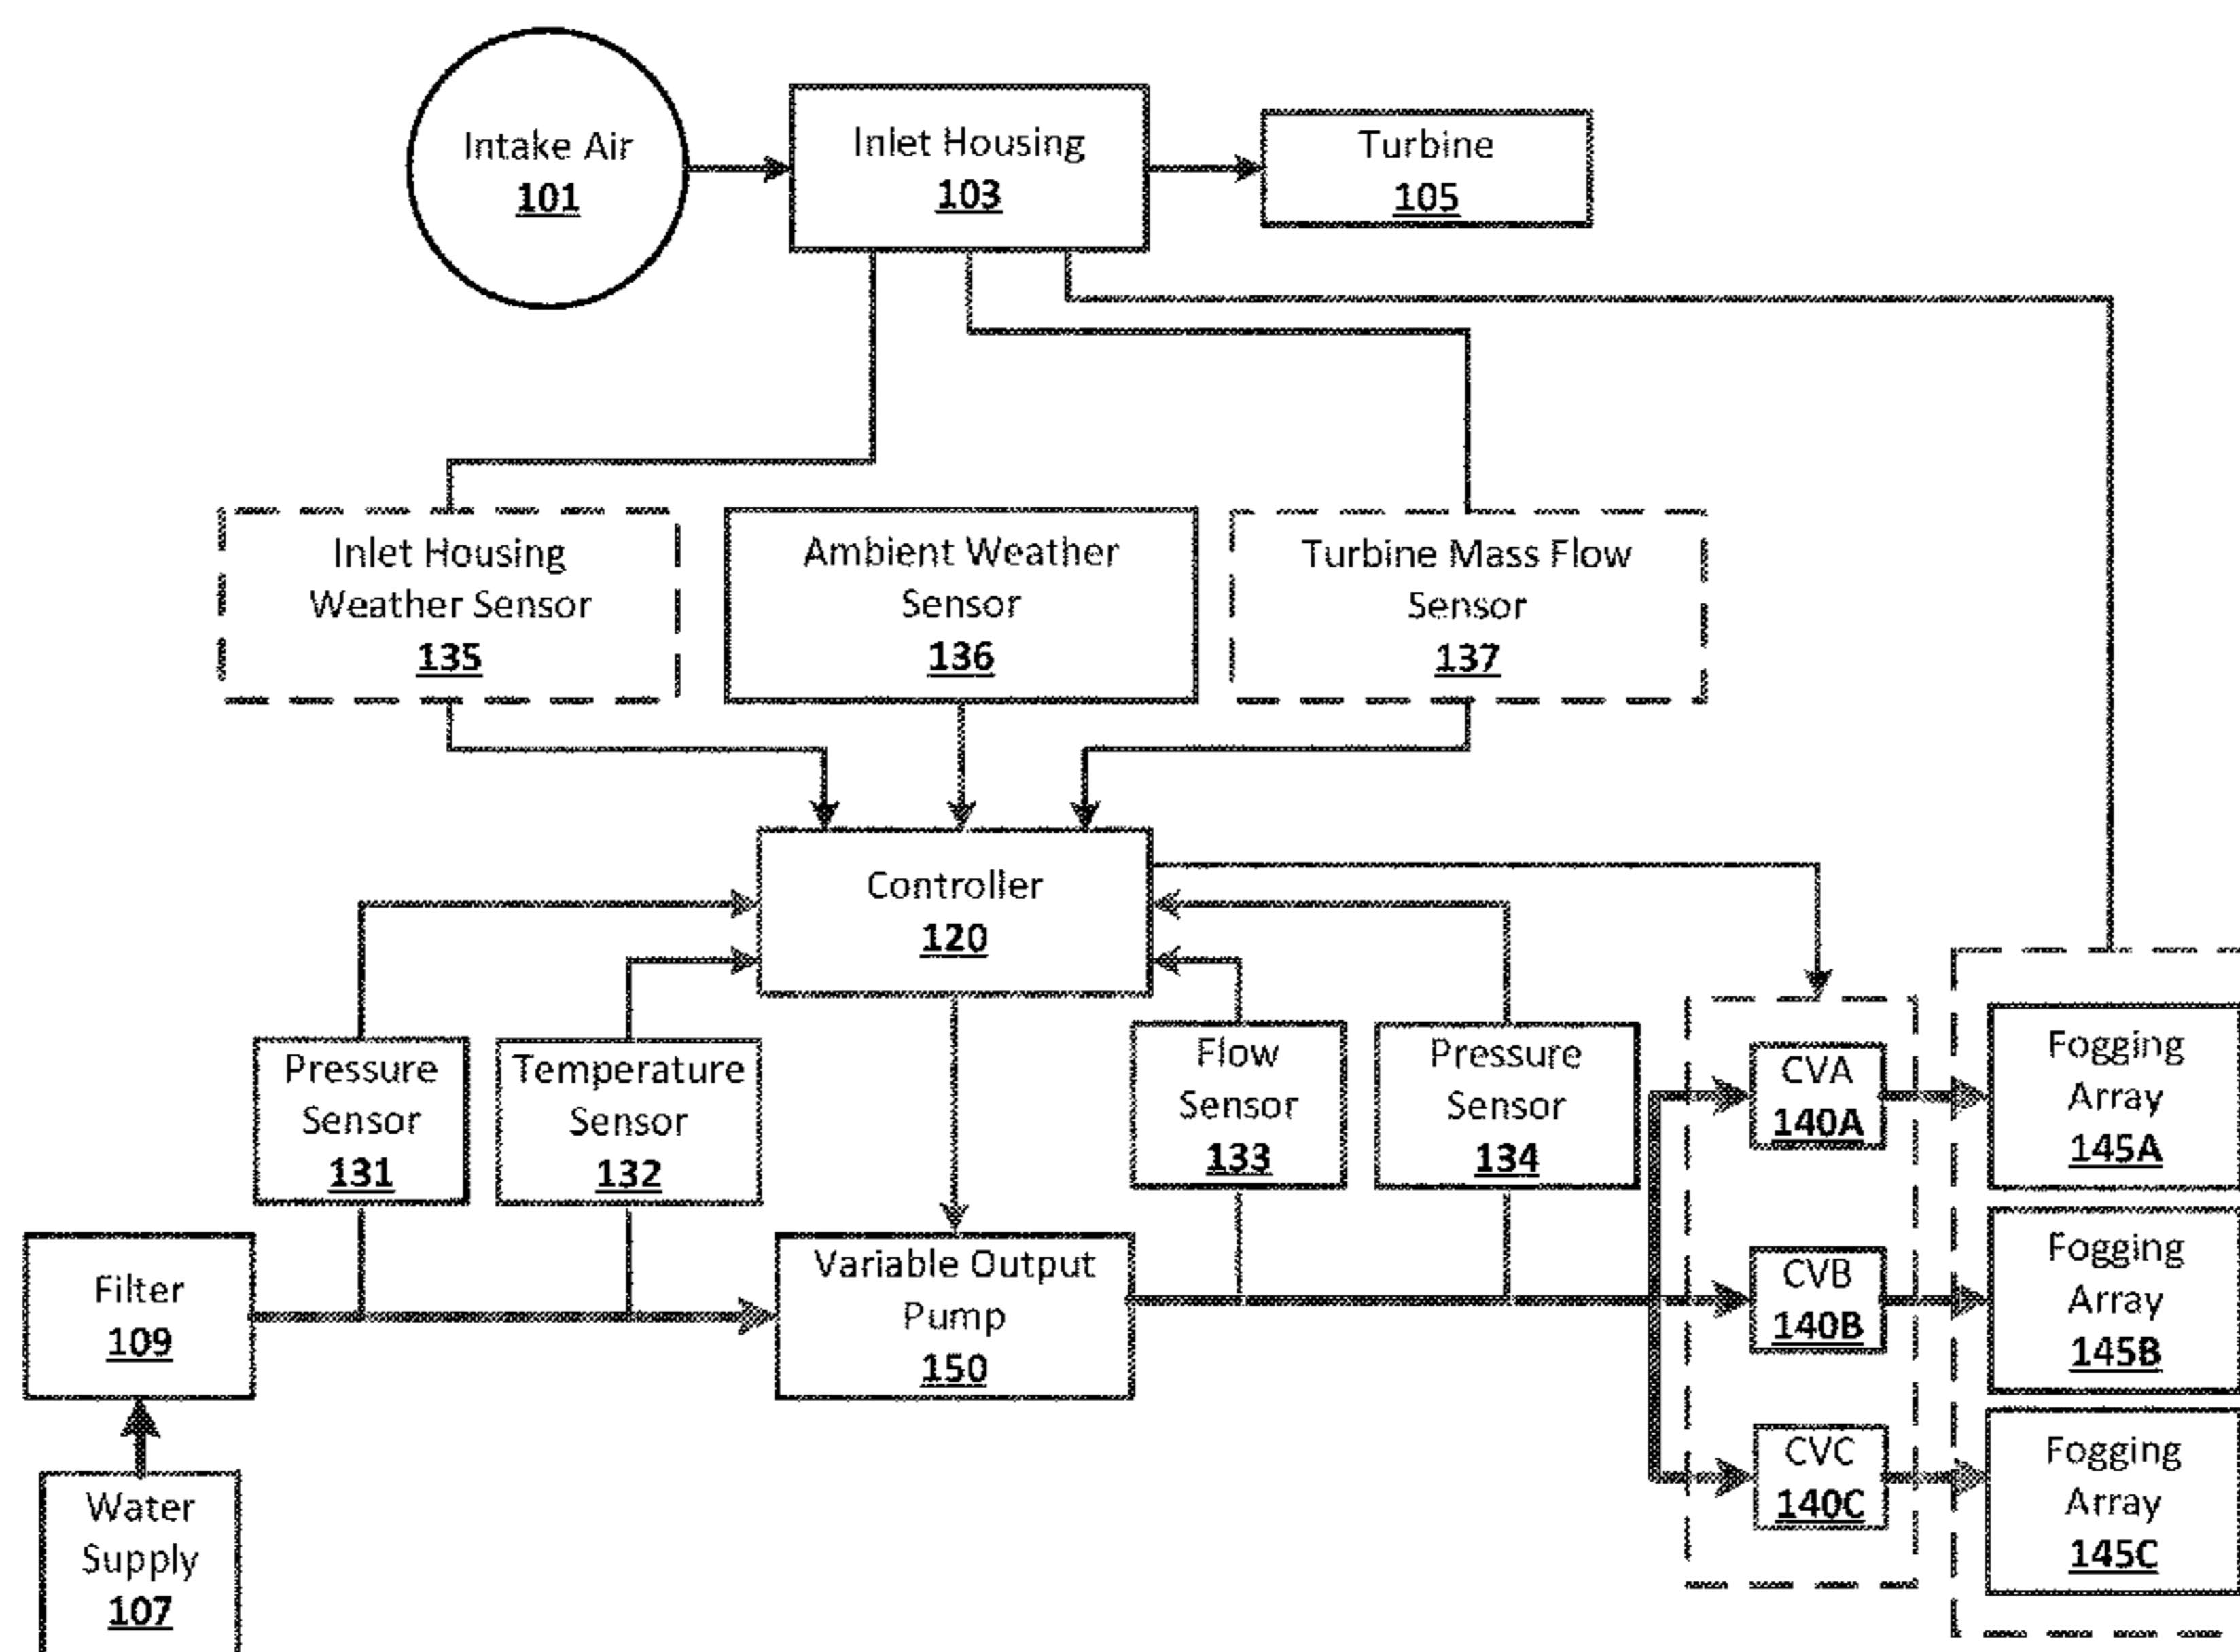 Intake Air
101
Inlet Housing
103
Turbine
105
Inlet Housing
Weather Sensor
135
Ambient Weather
Sensor
136
Turbine Mass Flow
Sensor
137
Controller
120
Pressure
Sensor
131
Temperature
Sensor
132
Flow
Sensor
133
Pressure
Sensor
134
CVA
140A
Fogging
Array
145A
Filter
109
Variable Output
Pump
150
CVB
140B
Fogging
Array
145B
CVC
140C
Fogging
Array
145C
Water
Supply
107